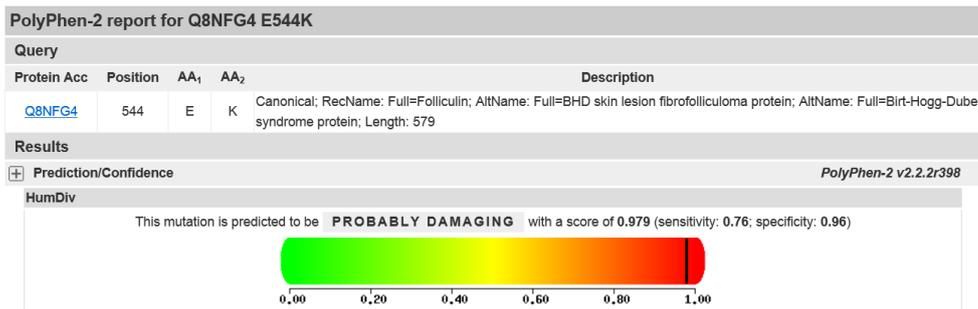 PolyPhen-2 report for Q8NFG4 E544K
Query
Protein Acc Position AA₁ AA₂ Description
Q8NFG4 544 E K Canonical; RecName: Full=Folliculin; AltName: Full=BHD skin lesion fibrofolliculoma protein; AltName: Full=Birt-Hogg-Dube
syndrome protein; Length: 579
Results
+ Prediction/Confidence PolyPhen-2 v2.2.2r398
HumDiv
This mutation is predicted to be PROBABLY DAMAGING with a score of 0.979 (sensitivity: 0.76; specificity: 0.96)
0.00 0.20 0.40 0.60 0.80 1.00